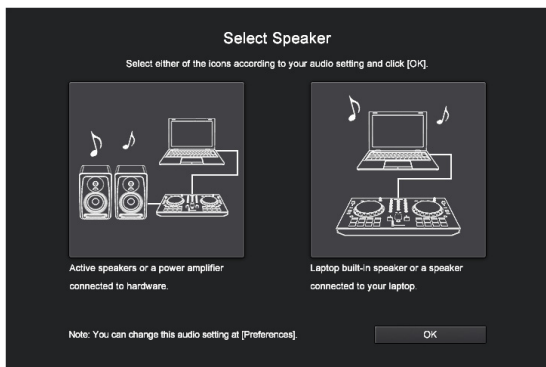 Select Speaker
Select either of the icons according to your audio setting and click [OK].
Active speakers or a power amplifier
connected to hardware.
Laptop built-in speaker or a speaker
connected to your laptop.
Note: You can change this audio setting at [Preferences].
OK